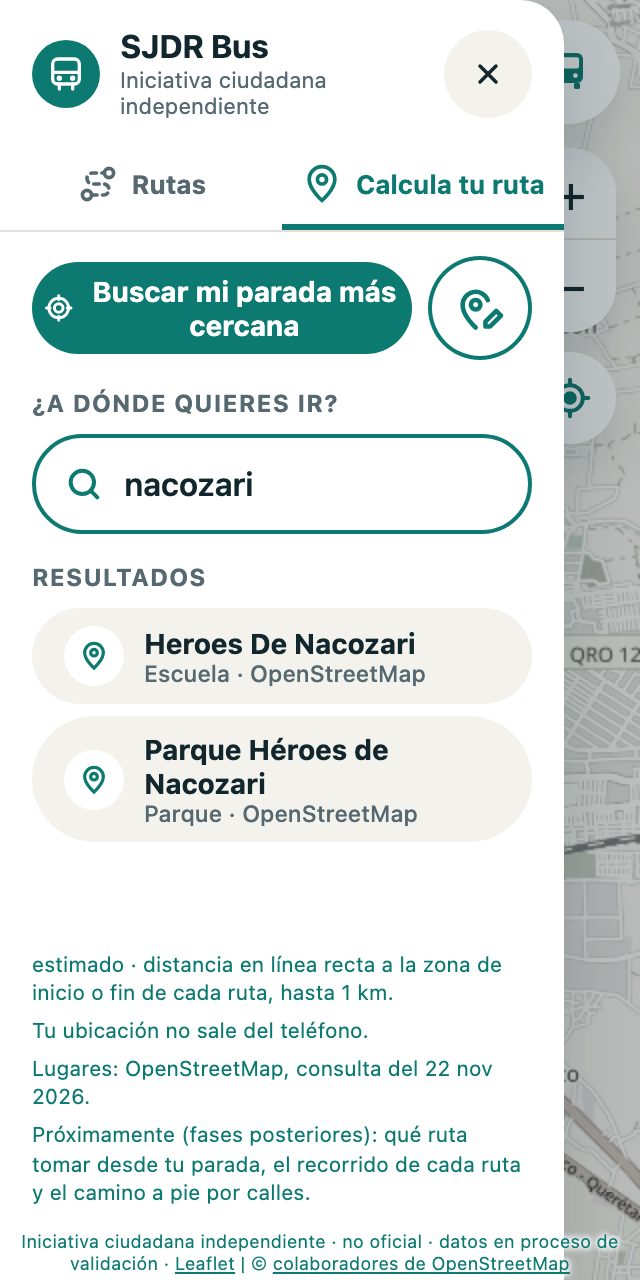 SJDR Bus
Iniciativa ciudadana
independiente
Rutas
Calcula tu ruta
+
−
Buscar mi parada más
cercana
¿A DÓNDE QUIERES IR?
nacozari
RESULTADOS
Heroes De Nacozari
Escuela · OpenStreetMap
QRO 12
Parque Héroes de
Nacozari
Parque · OpenStreetMap
estimado · distancia en línea recta a la zona de
inicio o fin de cada ruta, hasta 1 km.
Tu ubicación no sale del teléfono.
Lugares: OpenStreetMap, consulta del 22 nov
2026.
Próximamente (fases posteriores): qué ruta
tomar desde tu parada, el recorrido de cada ruta
y el camino a pie por calles.
Iniciativa ciudadana independiente · no oficial · datos en proceso de
validación · Leaflet | © colaboradores de OpenStreetMap